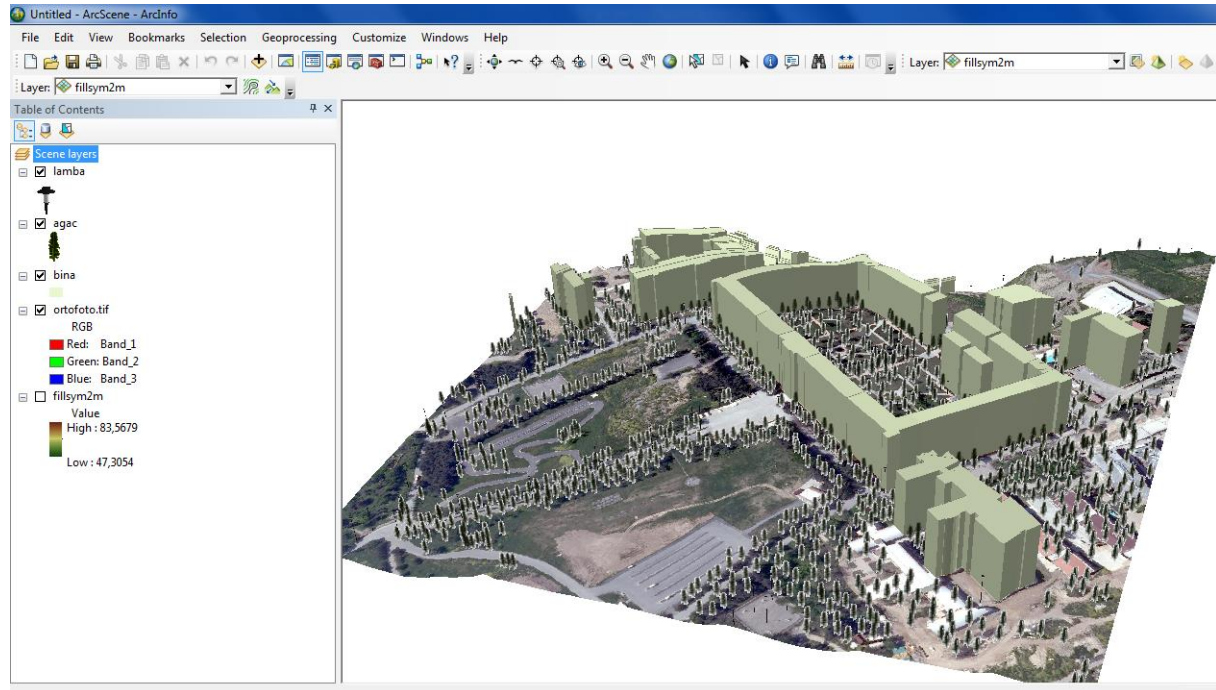 Untitled - ArcScene - ArcInfo
File Edit View Bookmarks Selection Geoprocessing Customize Windows Help
Layer: fillsym2m
Layer: fillsym2m
Table of Contents
Scene layers
lamba
agac
bina
ortofoto.tif
RGB
Red: Band_1
Green: Band_2
Blue: Band_3
fillsym2m
Value
High : 83,5679
Low : 47,3054